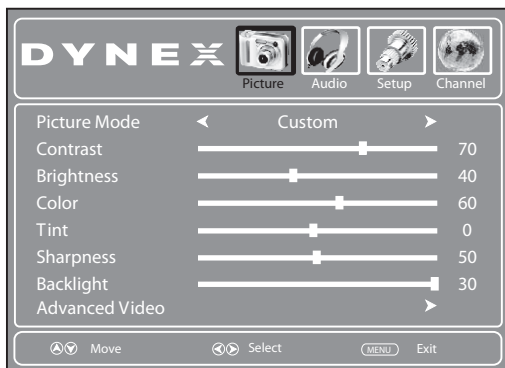 DYNEX
Picture Audio Setup Channel
Picture Mode Custom
Contrast 70
Brightness 40
Color 60
Tint 0
Sharpness 50
Backlight 30
Advanced Video
Move Select MENU Exit